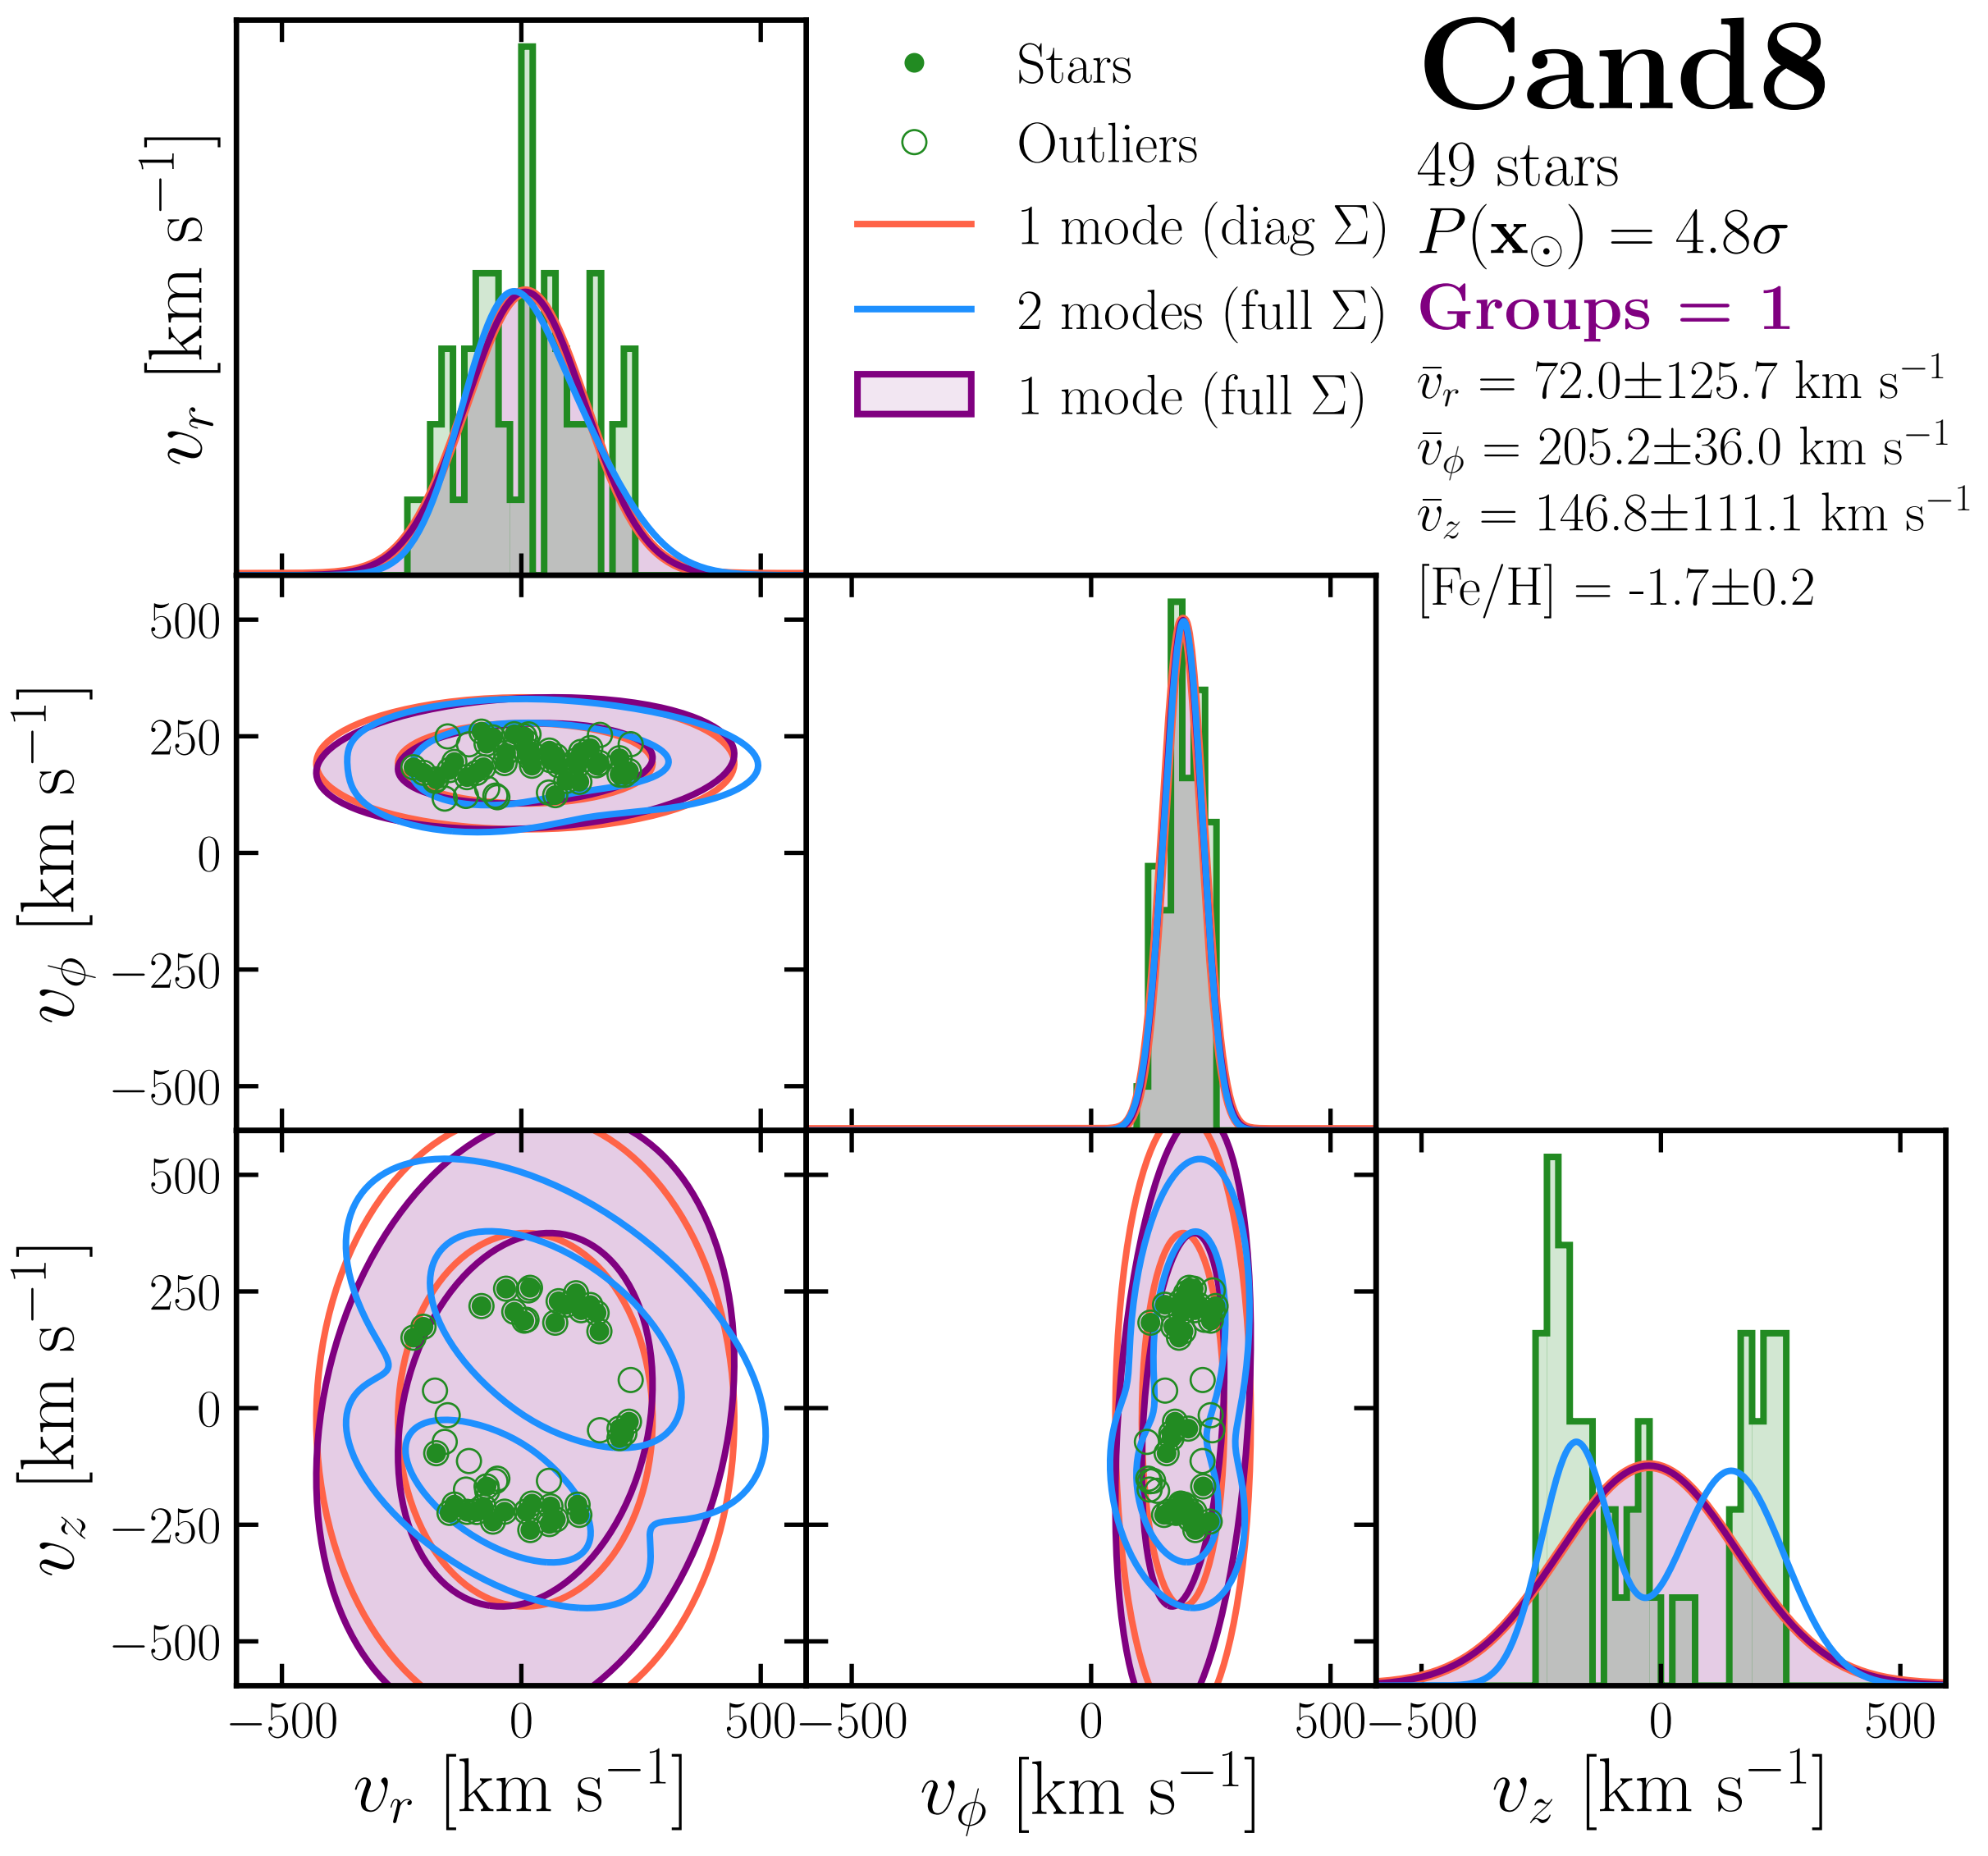 Cand8
49 stars
P(x⊙) = 4.8σ
Groups = 1
v̄r = 72.0±125.7 km s−1
v̄ϕ = 205.2±36.0 km s−1
v̄z = 146.8±111.1 km s−1
[Fe/H] = -1.7±0.2
Stars
Outliers
1 mode (diag Σ)
2 modes (full Σ)
1 mode (full Σ)
vr [km s−1]
vϕ [km s−1]
500
250
0
−250
−500
vz [km s−1]
500
250
0
−250
−500
−500 0 500
−500 0 500
−500 0 500
vr [km s−1]
vϕ [km s−1]
vz [km s−1]